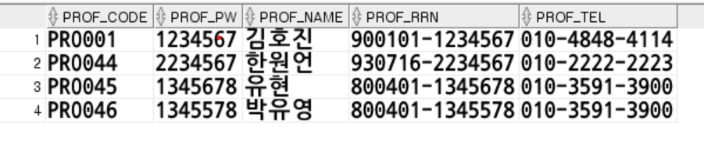 PROF_CODE PROF_PW PROF_NAME PROF_RRN PROF_TEL
1 PR0001 1234567 김호진 900101-1234567 010-4848-4114
2 PR0044 2234567 한원언 930716-2234567 010-2222-2223
3 PR0045 1345678 유현 800401-1345678 010-3591-3900
4 PR0046 1345578 박유영 800401-1345578 010-3591-3900